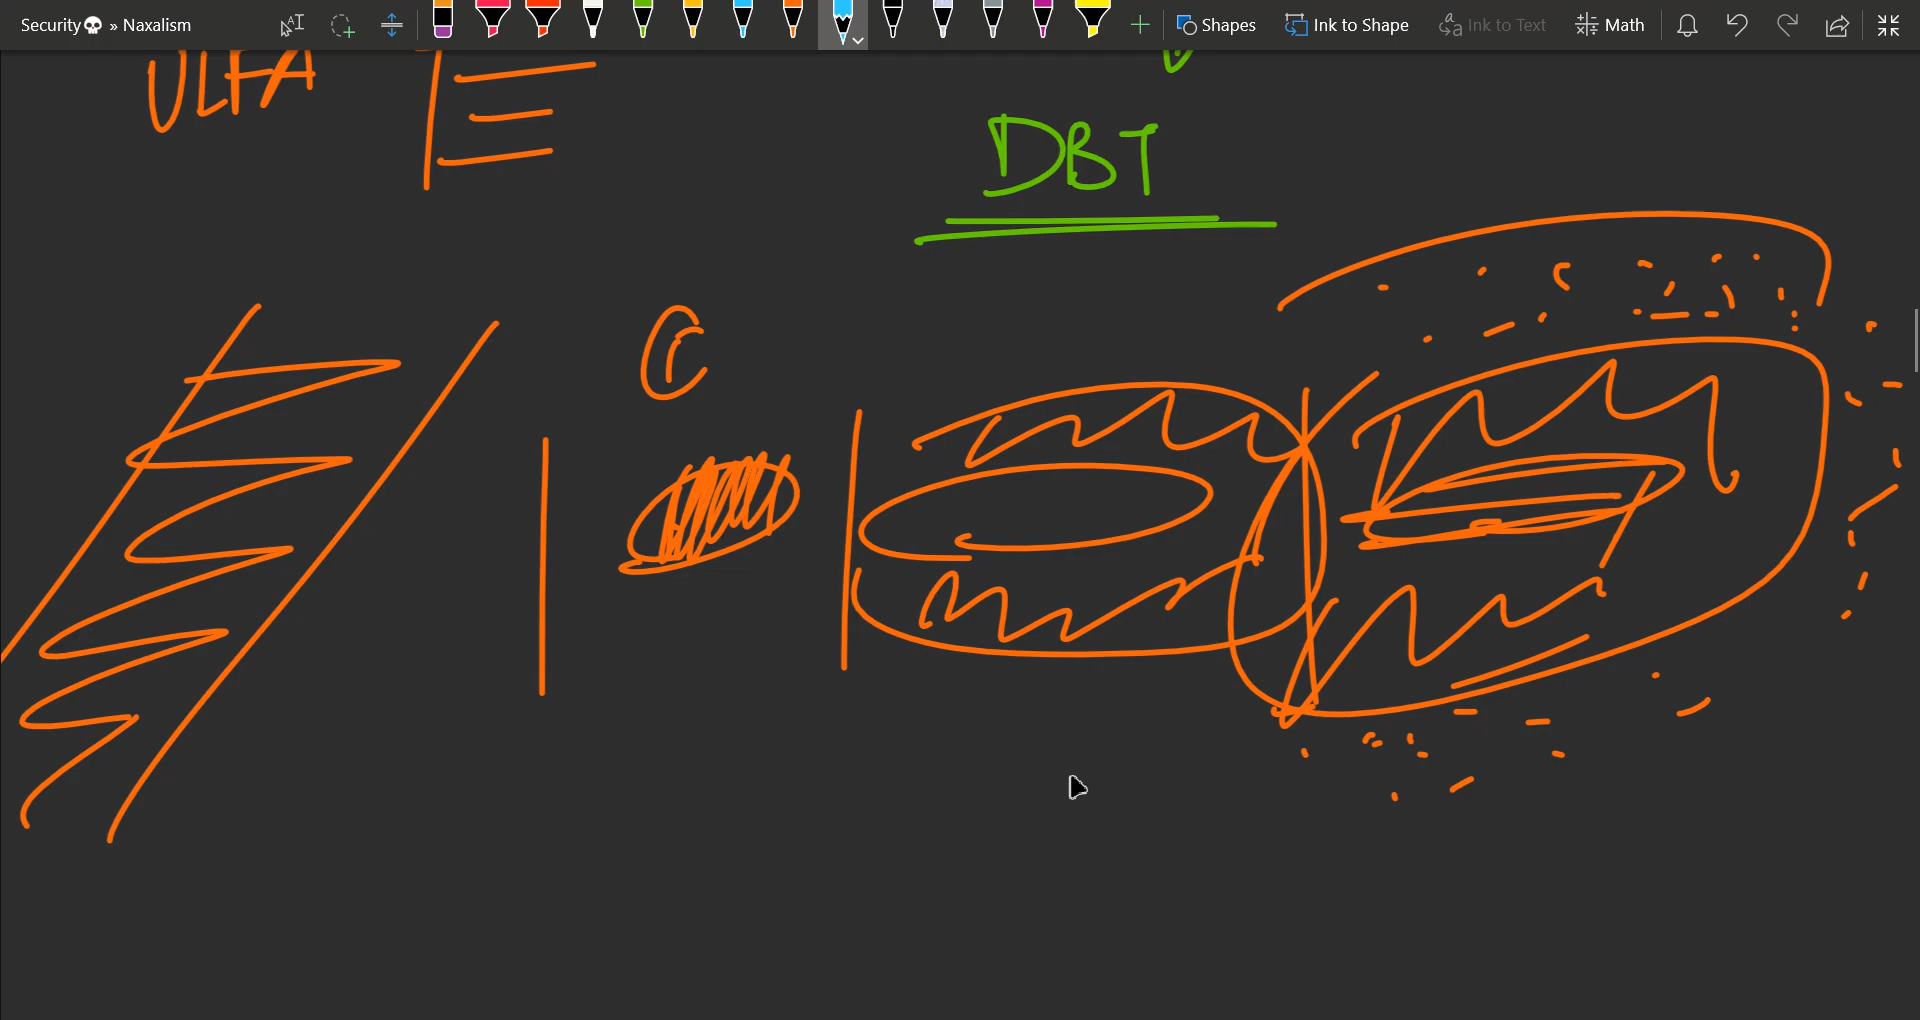 Security💀 » Naxalism
Shapes
Ink to Shape
Ink to Text
Math
ULFA
DBT